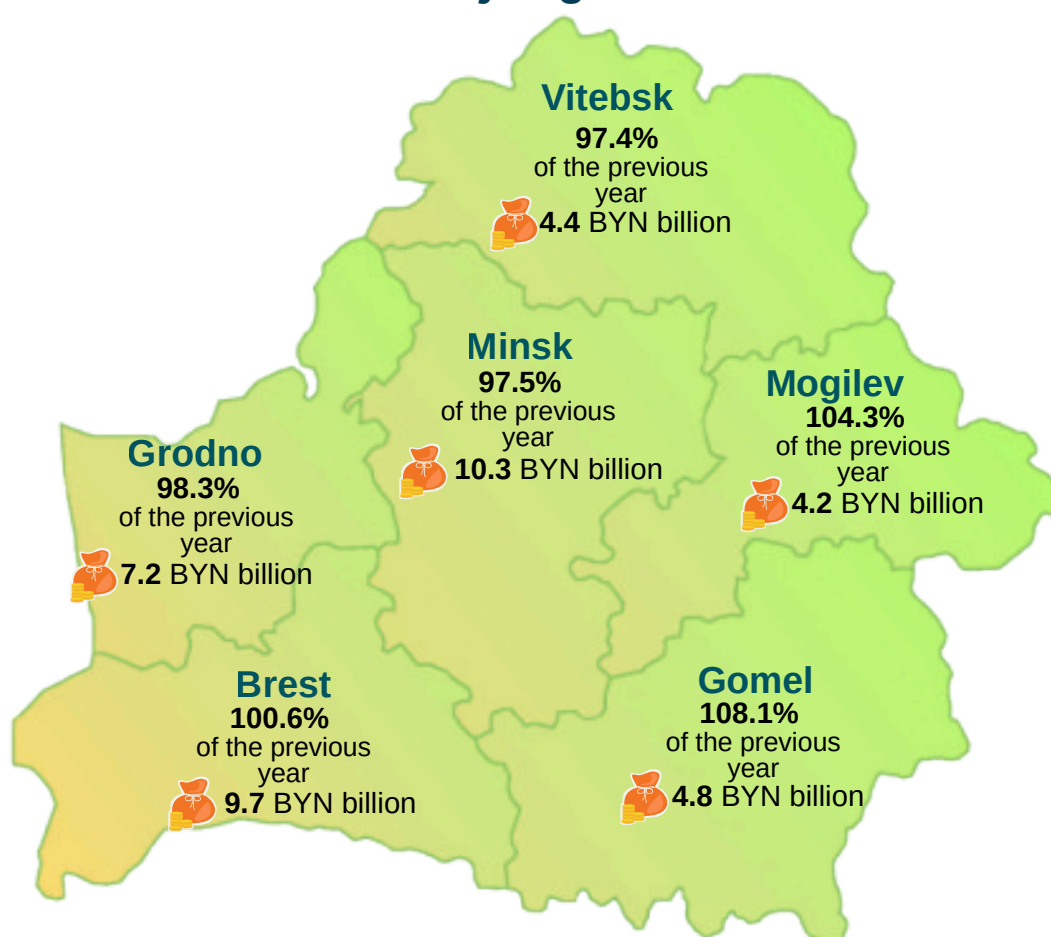 Vitebsk
97.4%
of the previous
year
4.4 BYN billion
Minsk
97.5%
of the previous
year
10.3 BYN billion
Mogilev
104.3%
of the previous
year
4.2 BYN billion
Grodno
98.3%
of the previous
year
7.2 BYN billion
Brest
100.6%
of the previous
year
9.7 BYN billion
Gomel
108.1%
of the previous
year
4.8 BYN billion